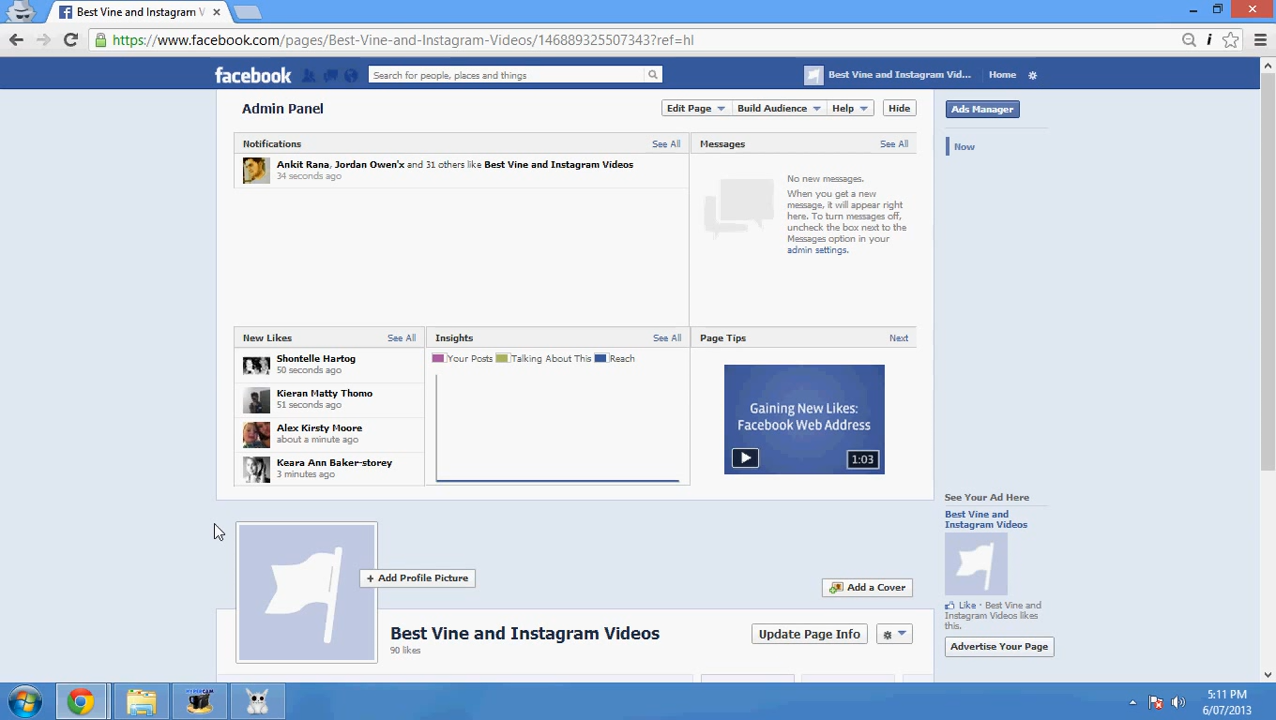 Best Vine and Instagram V
https://www.facebook.com/pages/Best-Vine-and-Instagram-Videos/146889325507343?ref=hl
facebook
Search for people, places and things
Best Vine and Instagram Vid...
Home
Admin Panel
Edit Page
Build Audience
Help
Hide
Ads Manager
Now
Notifications
See All
Ankit Rana, Jordan Owen'x and 31 others like Best Vine and Instagram Videos
34 seconds ago
Messages
See All
No new messages.
When you get a new
message, it will appear right
here. To turn messages off,
uncheck the box next to the
Messages option in your
admin settings.
New Likes
See All
Shontelle Hartog
50 seconds ago
Kieran Matty Thomo
51 seconds ago
Alex Kirsty Moore
about a minute ago
Keara Ann Baker-storey
3 minutes ago
Insights
See All
Your Posts
Talking About This
Reach
Page Tips
Next
Gaining New Likes:
Facebook Web Address
1:03
See Your Ad Here
Best Vine and
Instagram Videos
Like · Best Vine and
Instagram Videos likes
this.
Advertise Your Page
+ Add Profile Picture
Add a Cover
Best Vine and Instagram Videos
90 likes
Update Page Info
5:11 PM
6/07/2013